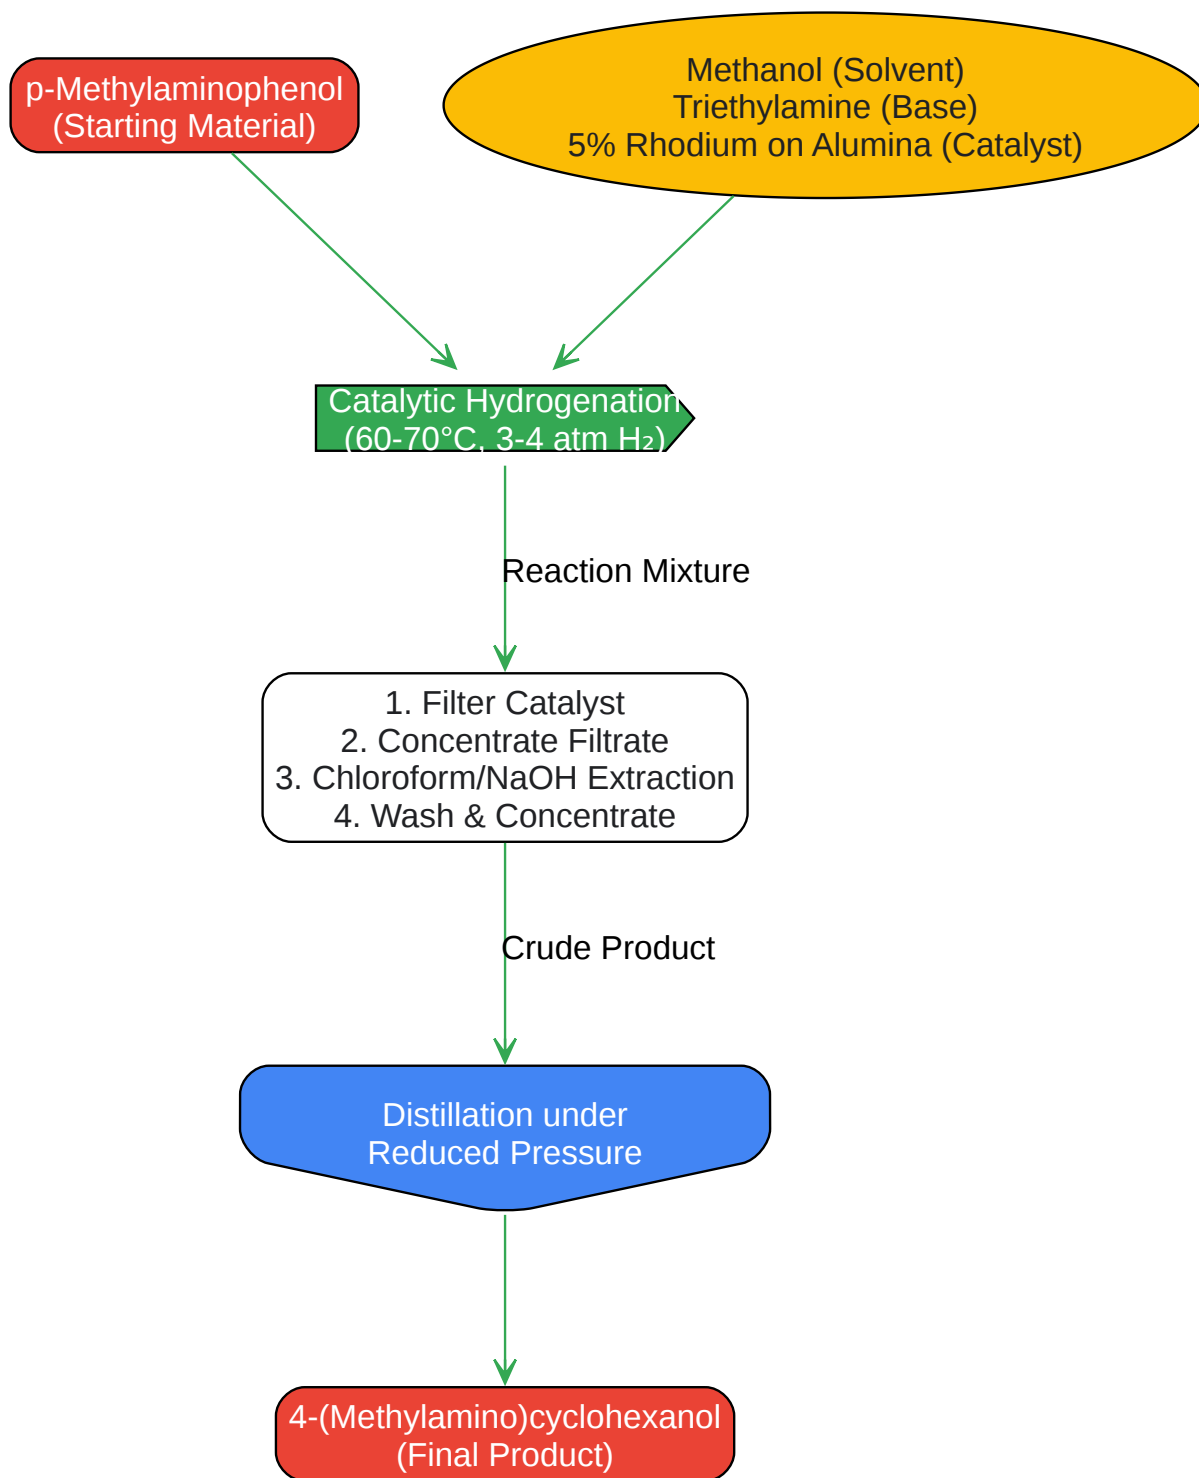 p-Methylaminophenol
(Starting Material)
Methanol (Solvent)
Triethylamine (Base)
5% Rhodium on Alumina (Catalyst)
Catalytic Hydrogenation
(60-70°C, 3-4 atm H₂)
Reaction Mixture
1. Filter Catalyst
2. Concentrate Filtrate
3. Chloroform/NaOH Extraction
4. Wash & Concentrate
Crude Product
Distillation under
Reduced Pressure
4-(Methylamino)cyclohexanol
(Final Product)